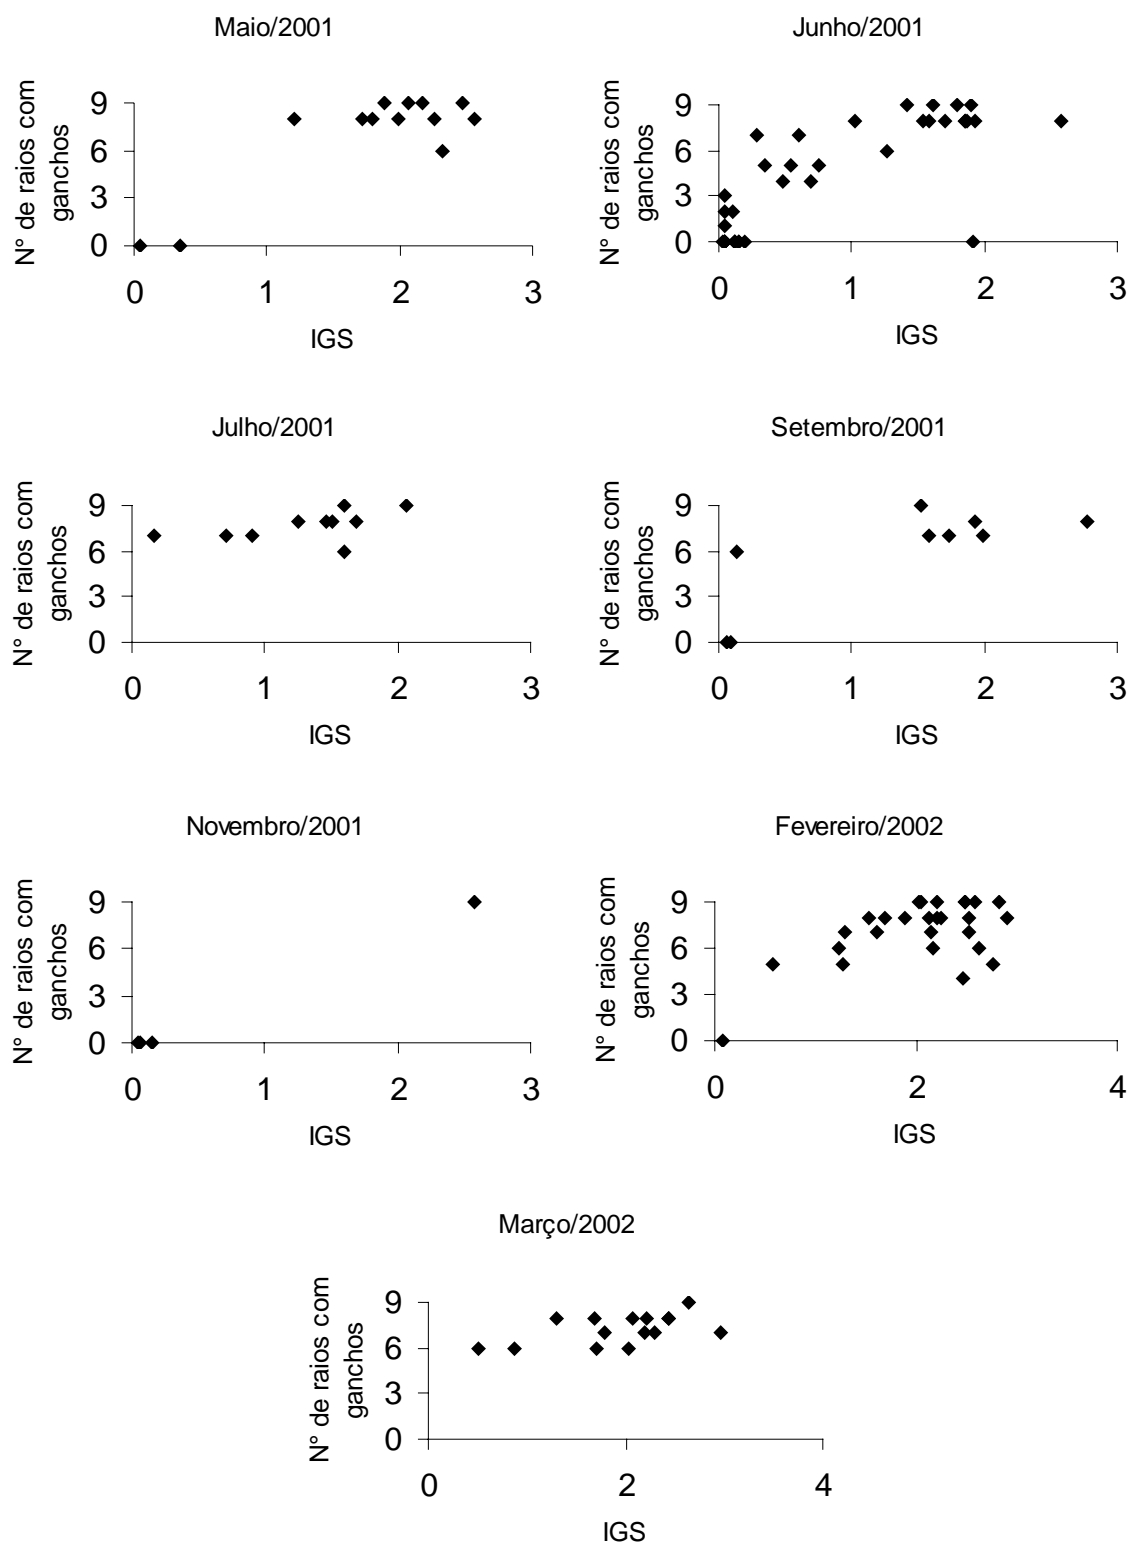 Maio/2001
N° de raios com
ganchos
9
6
3
0
0 1 2 3
IGS
Junho/2001
N° de raios com
ganchos
9
6
3
0
0 1 2 3
IGS
Julho/2001
N° de raios com
ganchos
9
6
3
0
0 1 2 3
IGS
Setembro/2001
N° de raios com
ganchos
9
6
3
0
0 1 2 3
IGS
Novembro/2001
N° de raios com
ganchos
9
6
3
0
0 1 2 3
IGS
Fevereiro/2002
N° de raios com
ganchos
9
6
3
0
0 2 4
IGS
Março/2002
N° de raios com
ganchos
9
6
3
0
0 2 4
IGS